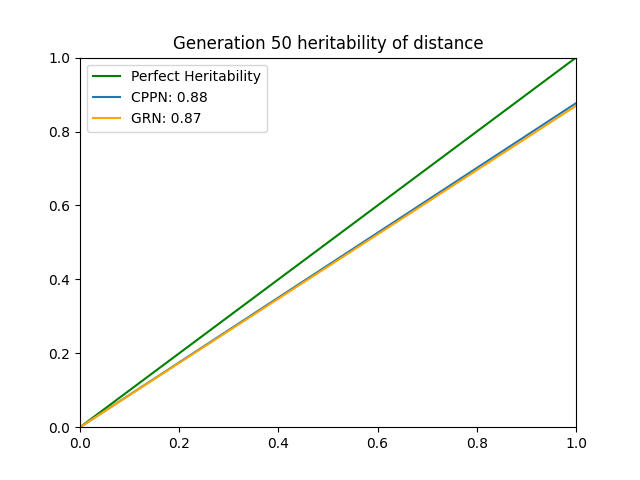 Generation 50 heritability of distance
Perfect Heritability
CPPN: 0.88
GRN: 0.87
1.0
0.8
0.6
0.4
0.2
0.0
0.0 0.2 0.4 0.6 0.8 1.0